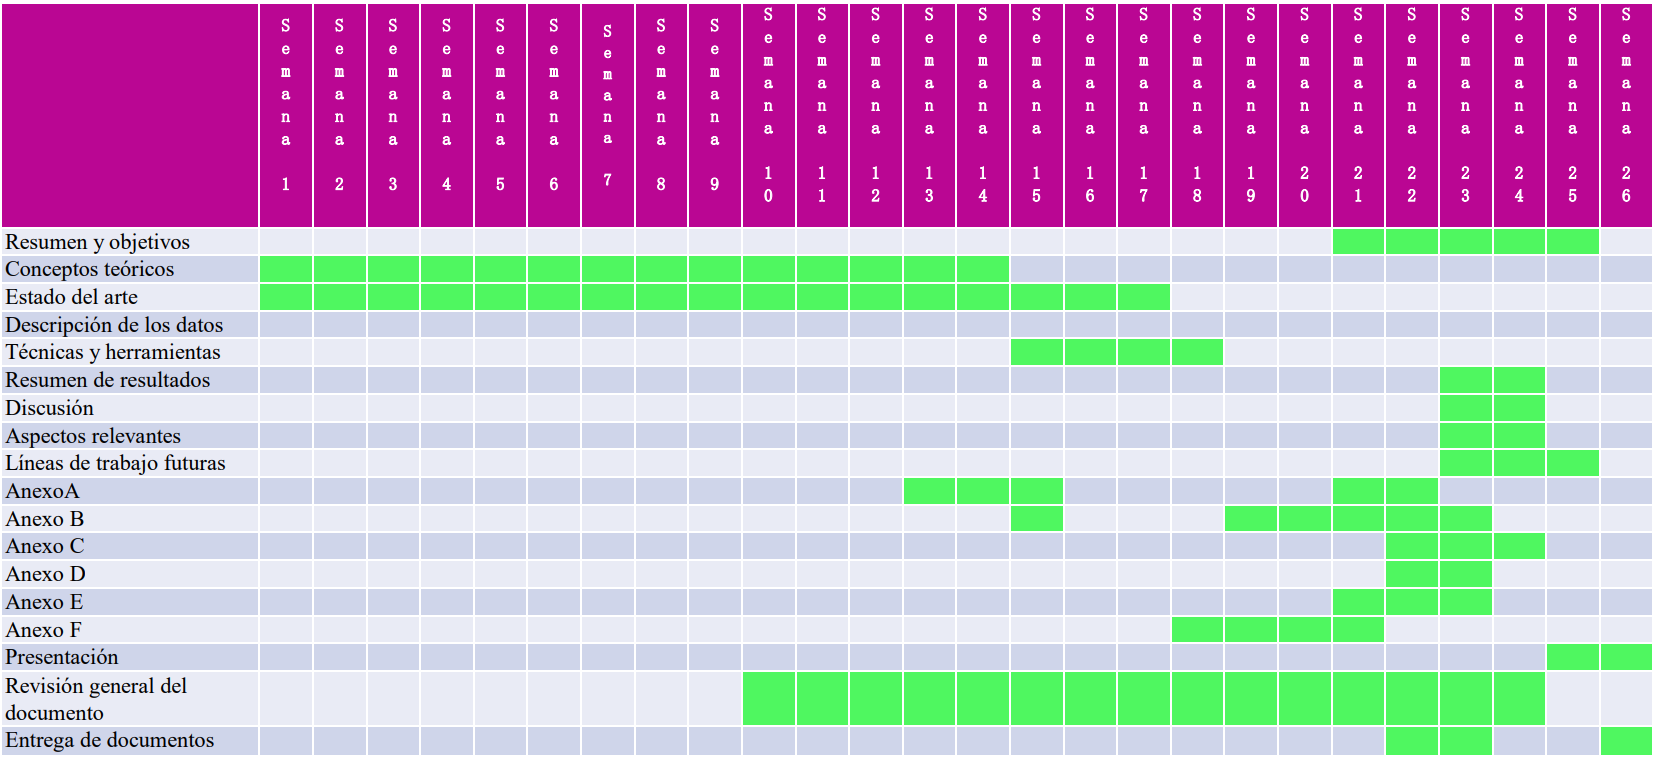 Semana 1
Semana 2
Semana 3
Semana 4
Semana 5
Semana 6
Semana 7
Semana 8
Semana 9
Semana 10
Semana 11
Semana 12
Semana 13
Semana 14
Semana 15
Semana 16
Semana 17
Semana 18
Semana 19
Semana 20
Semana 21
Semana 22
Semana 23
Semana 24
Semana 25
Semana 26
Resumen y objetivos
Conceptos teóricos
Estado del arte
Descripción de los datos
Técnicas y herramientas
Resumen de resultados
Discusión
Aspectos relevantes
Líneas de trabajo futuras
AnexoA
Anexo B
Anexo C
Anexo D
Anexo E
Anexo F
Presentación
Revisión general del
documento
Entrega de documentos